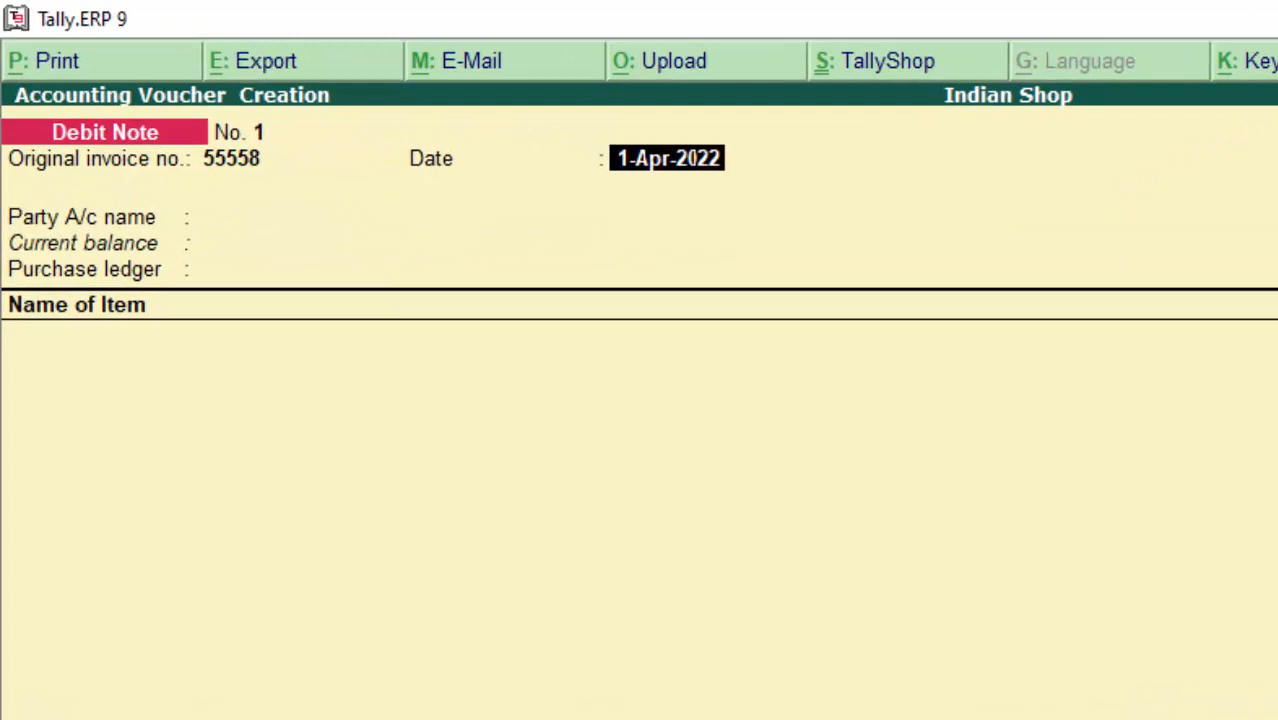 Tally.ERP 9
P: Print E: Export M: E-Mail O: Upload S: TallyShop G: Language K: Key
Accounting Voucher Creation Indian Shop
Debit Note No. 1
Original invoice no.: 55558 Date : 1-Apr-2022
Party A/c name :
Current balance :
Purchase ledger :
Name of Item